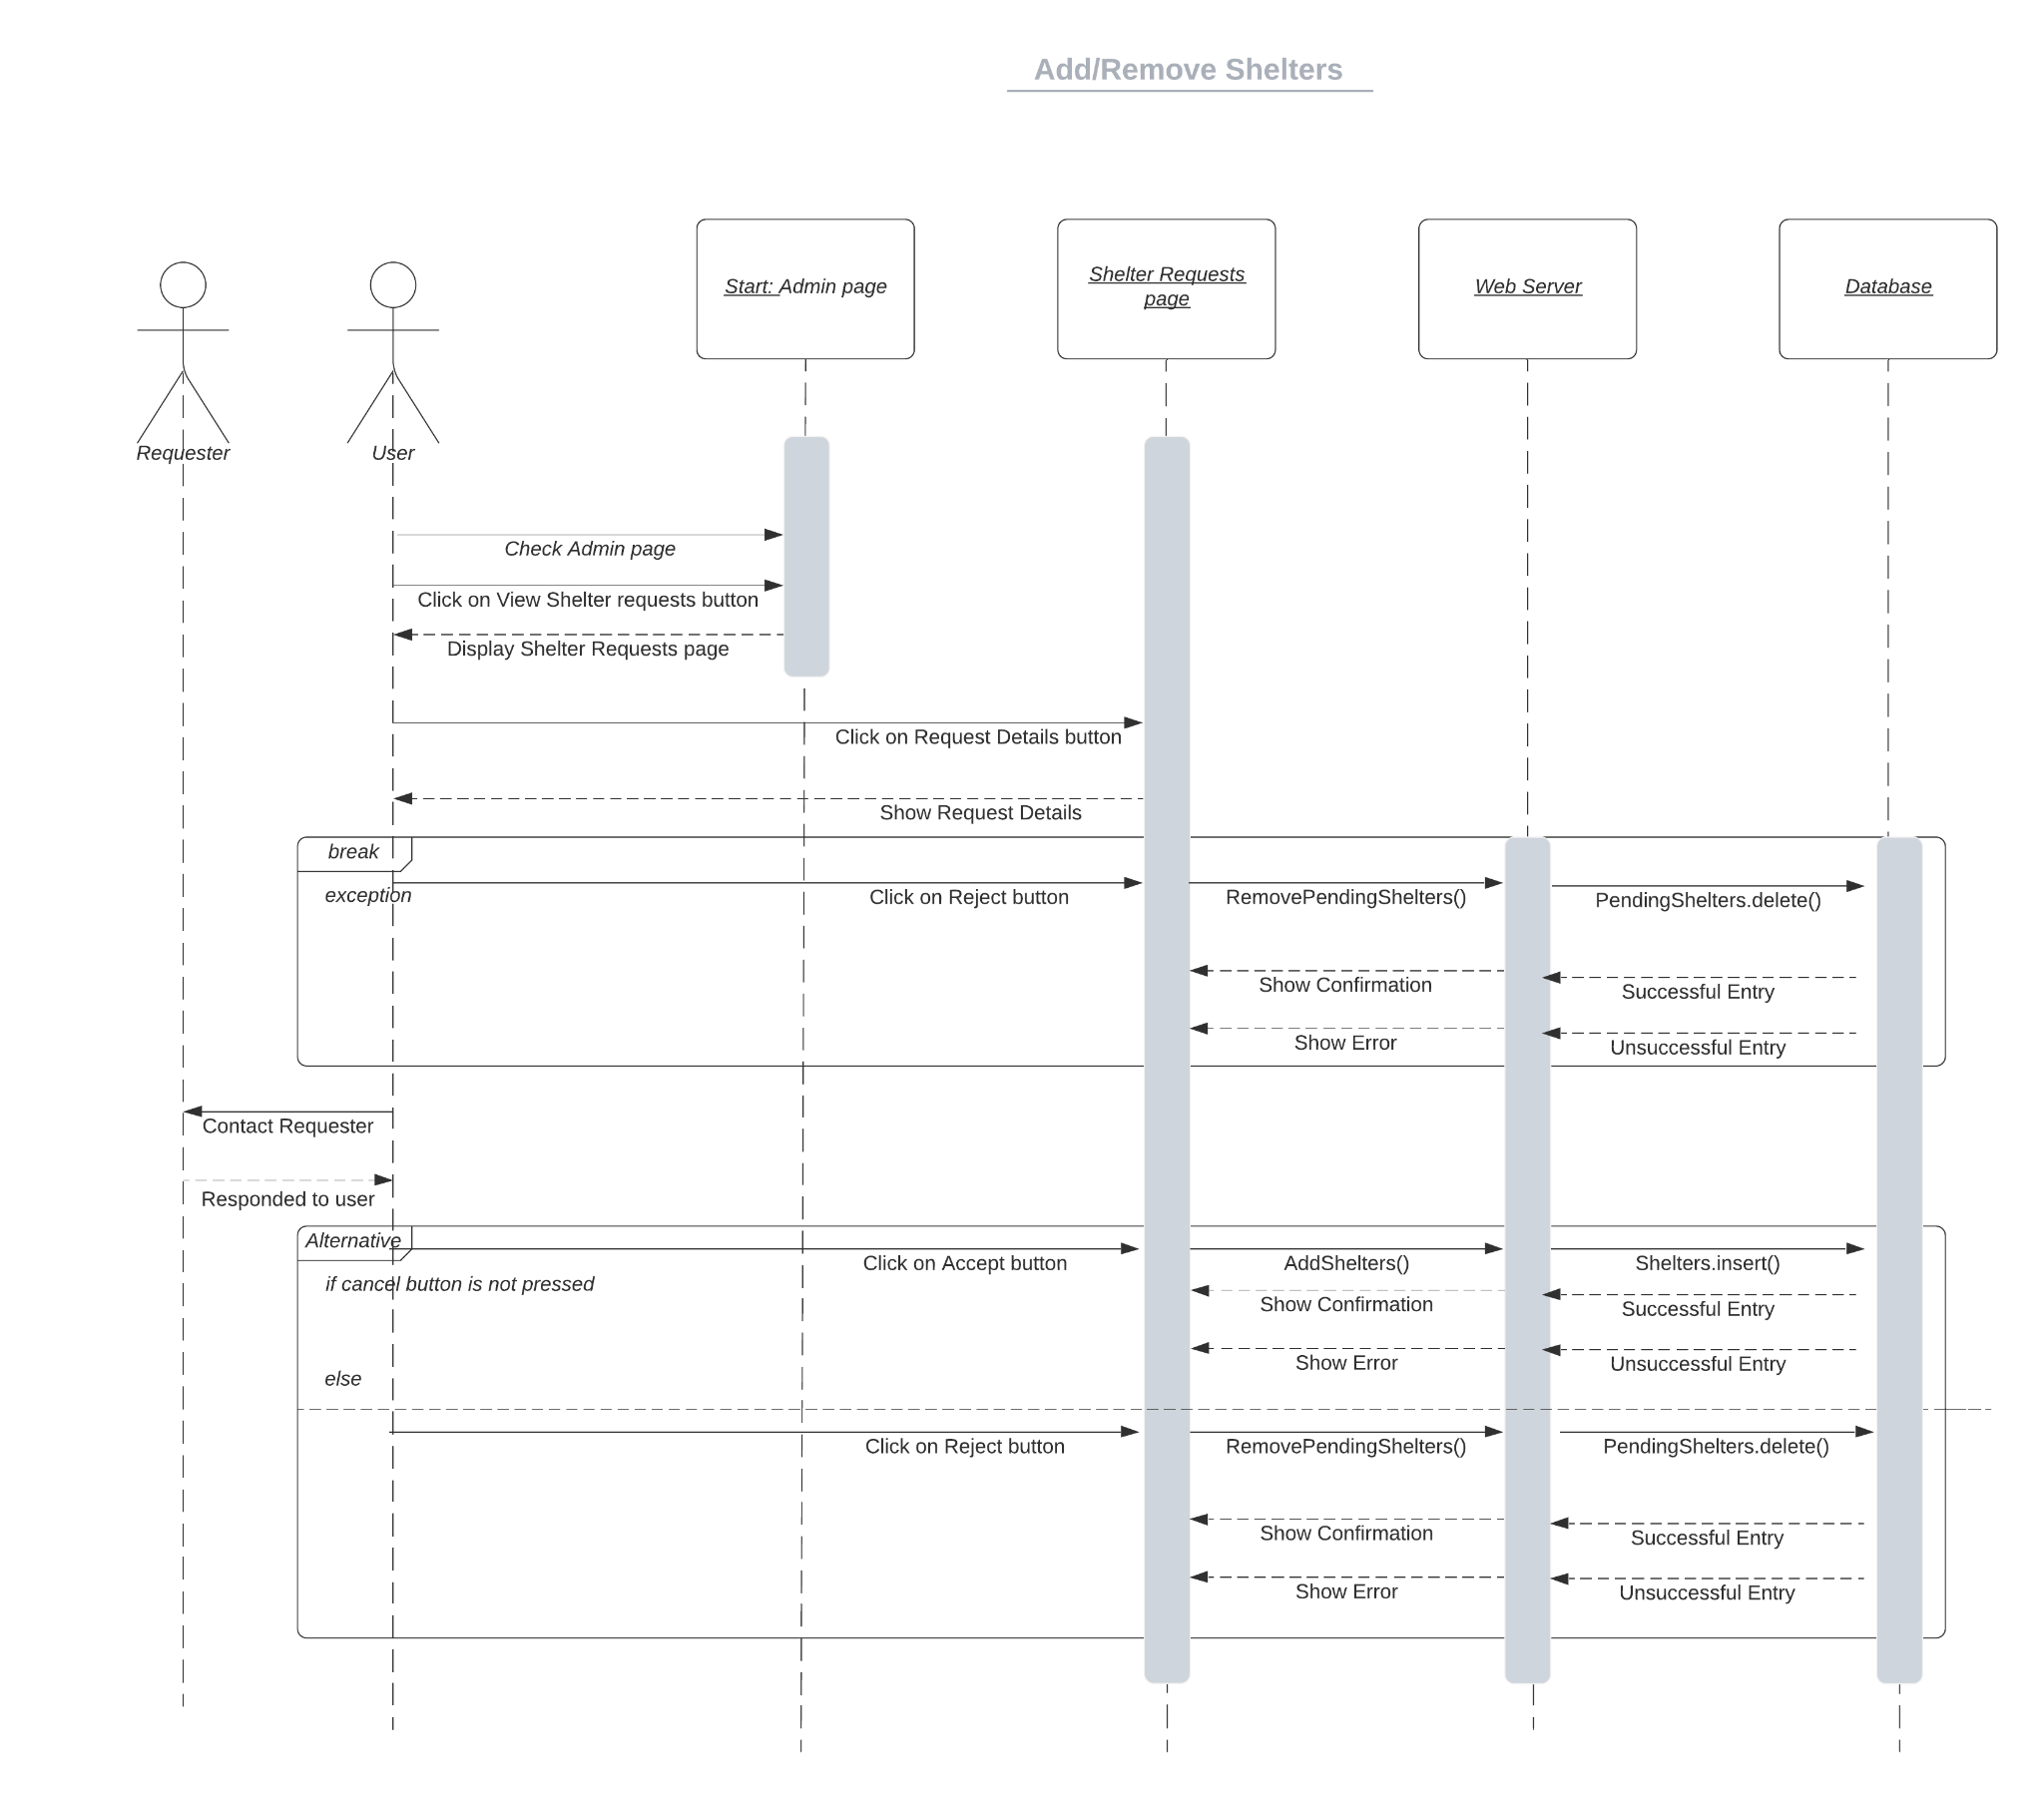 Add/Remove Shelters
Start: Admin page
Shelter Requests
page
Web Server
Database
Requester
User
Check Admin page
Click on View Shelter requests button
Display Shelter Requests page
Click on Request Details button
Show Request Details
break
exception
Click on Reject button
RemovePendingShelters()
PendingShelters.delete()
Show Confirmation
Successful Entry
Show Error
Unsuccessful Entry
Contact Requester
Responded to user
Alternative
Click on Accept button
AddShelters()
Shelters.insert()
if cancel button is not pressed
Show Confirmation
Successful Entry
Show Error
Unsuccessful Entry
else
Click on Reject button
RemovePendingShelters()
PendingShelters.delete()
Show Confirmation
Successful Entry
Show Error
Unsuccessful Entry